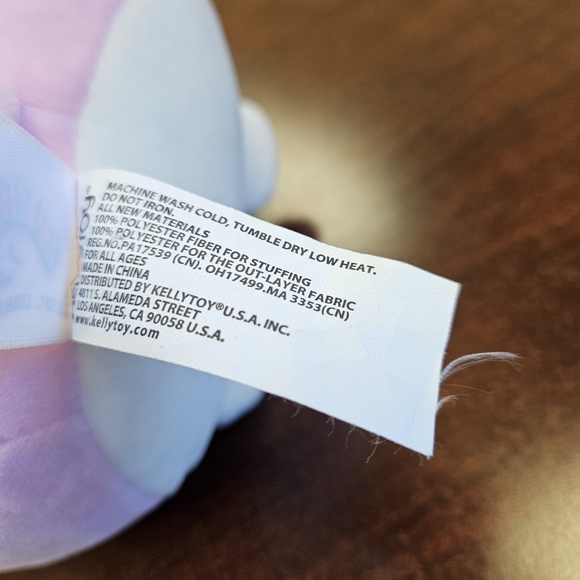 MACHINE WASH COLD, TUMBLE DRY LOW HEAT.
DO NOT IRON.
ALL NEW MATERIALS
100% POLYESTER FIBER FOR STUFFING
100% POLYESTER FOR THE OUT-LAYER FABRIC
REG.NO.PA17539 (CN). OH17499.MA 3353(CN)
FOR ALL AGES
MADE IN CHINA
DISTRIBUTED BY KELLYTOY®U.S.A. INC.
4811 S. ALAMEDA STREET
LOS ANGELES, CA 90058 U.S.A.
www.kellytoy.com